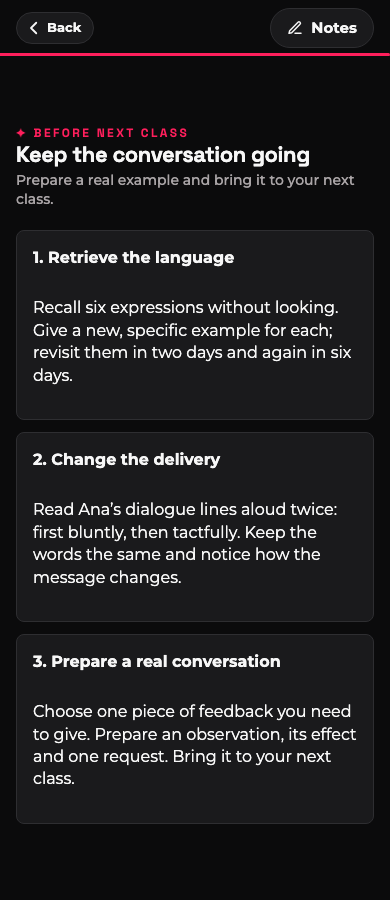 Back
Notes
✦ BEFORE NEXT CLASS
Keep the conversation going
Prepare a real example and bring it to your next
class.
1. Retrieve the language
Recall six expressions without looking.
Give a new, specific example for each;
revisit them in two days and again in six
days.
2. Change the delivery
Read Ana’s dialogue lines aloud twice:
first bluntly, then tactfully. Keep the
words the same and notice how the
message changes.
3. Prepare a real conversation
Choose one piece of feedback you need
to give. Prepare an observation, its effect
and one request. Bring it to your next
class.